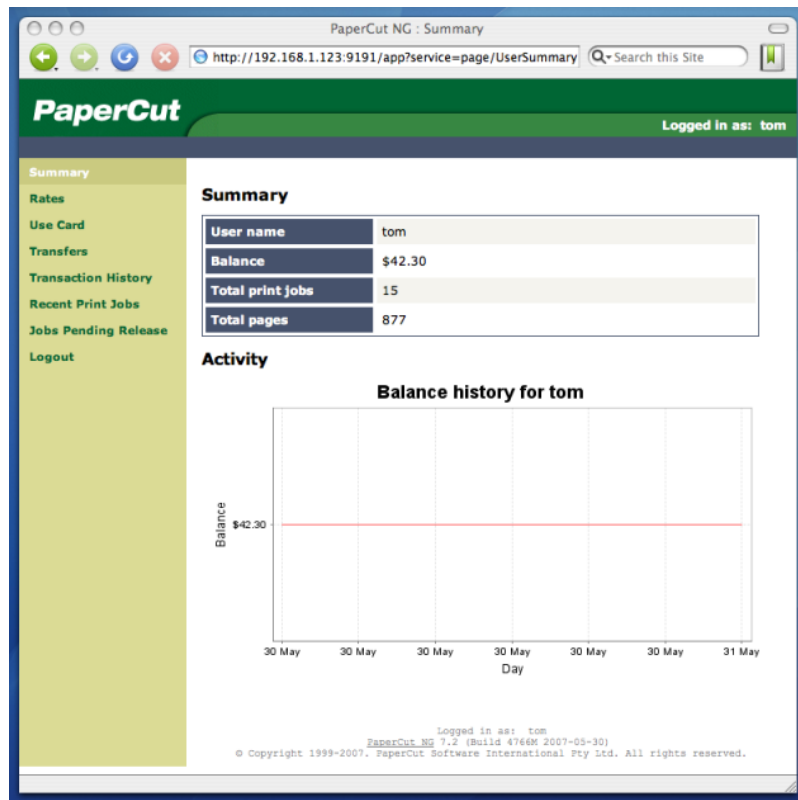 PaperCut NG : Summary
http://192.168.1.123:9191/app?service=page/UserSummary
Search this Site
PaperCut
Logged in as: tom
Summary
Rates
Use Card
Transfers
Transaction History
Recent Print Jobs
Jobs Pending Release
Logout
Summary
User name tom
Balance $42.30
Total print jobs 15
Total pages 877
Activity
Balance history for tom
Balance
$42.30
30 May 30 May 30 May 30 May 30 May 30 May 31 May
Day
Logged in as: tom
PaperCut NG 7.2 (Build 4766M 2007-05-30)
© Copyright 1999-2007. PaperCut Software International Pty Ltd. All rights reserved.